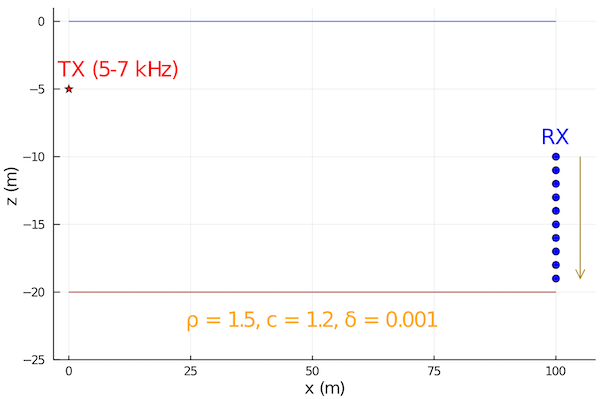 0
TX (5-7 kHz)
−5
RX
−10
z (m)
−15
−20
ρ = 1.5, c = 1.2, δ = 0.001
−25
0 25 50 75 100
x (m)